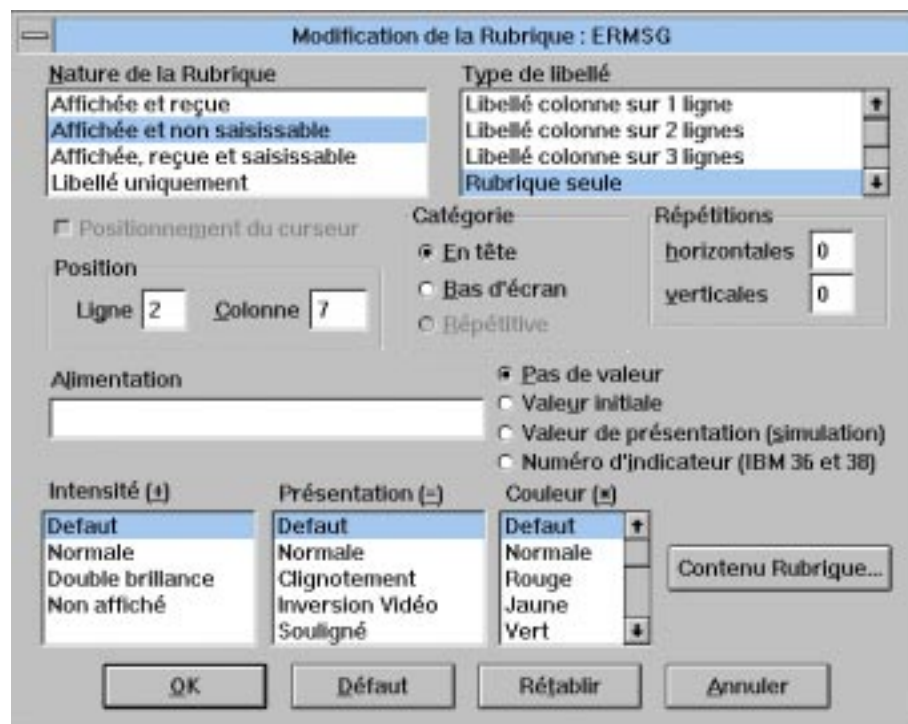 Modification de la Rubrique : ERMSG
Nature de la Rubrique
Affichée et reçue
Affichée et non saisissable
Affichée, reçue et saisissable
Libellé uniquement
Type de libellé
Libellé colonne sur 1 ligne
Libellé colonne sur 2 lignes
Libellé colonne sur 3 lignes
Rubrique seule
Positionnement du curseur
Position
Ligne 2 Colonne 7
Catégorie
En tête
Bas d'écran
Répétitive
Répétitions
horizontales 0
verticales 0
Alimentation
Pas de valeur
Valeur initiale
Valeur de présentation (simulation)
Numéro d'indicateur (IBM 36 et 38)
Intensité (+)
Defaut
Normale
Double brillance
Non affiché
Présentation (-)
Defaut
Normale
Clignotement
Inversion Vidéo
Souligné
Couleur (*)
Defaut
Normale
Rouge
Jaune
Vert
Contenu Rubrique...
OK Défaut Rétablir Annuler